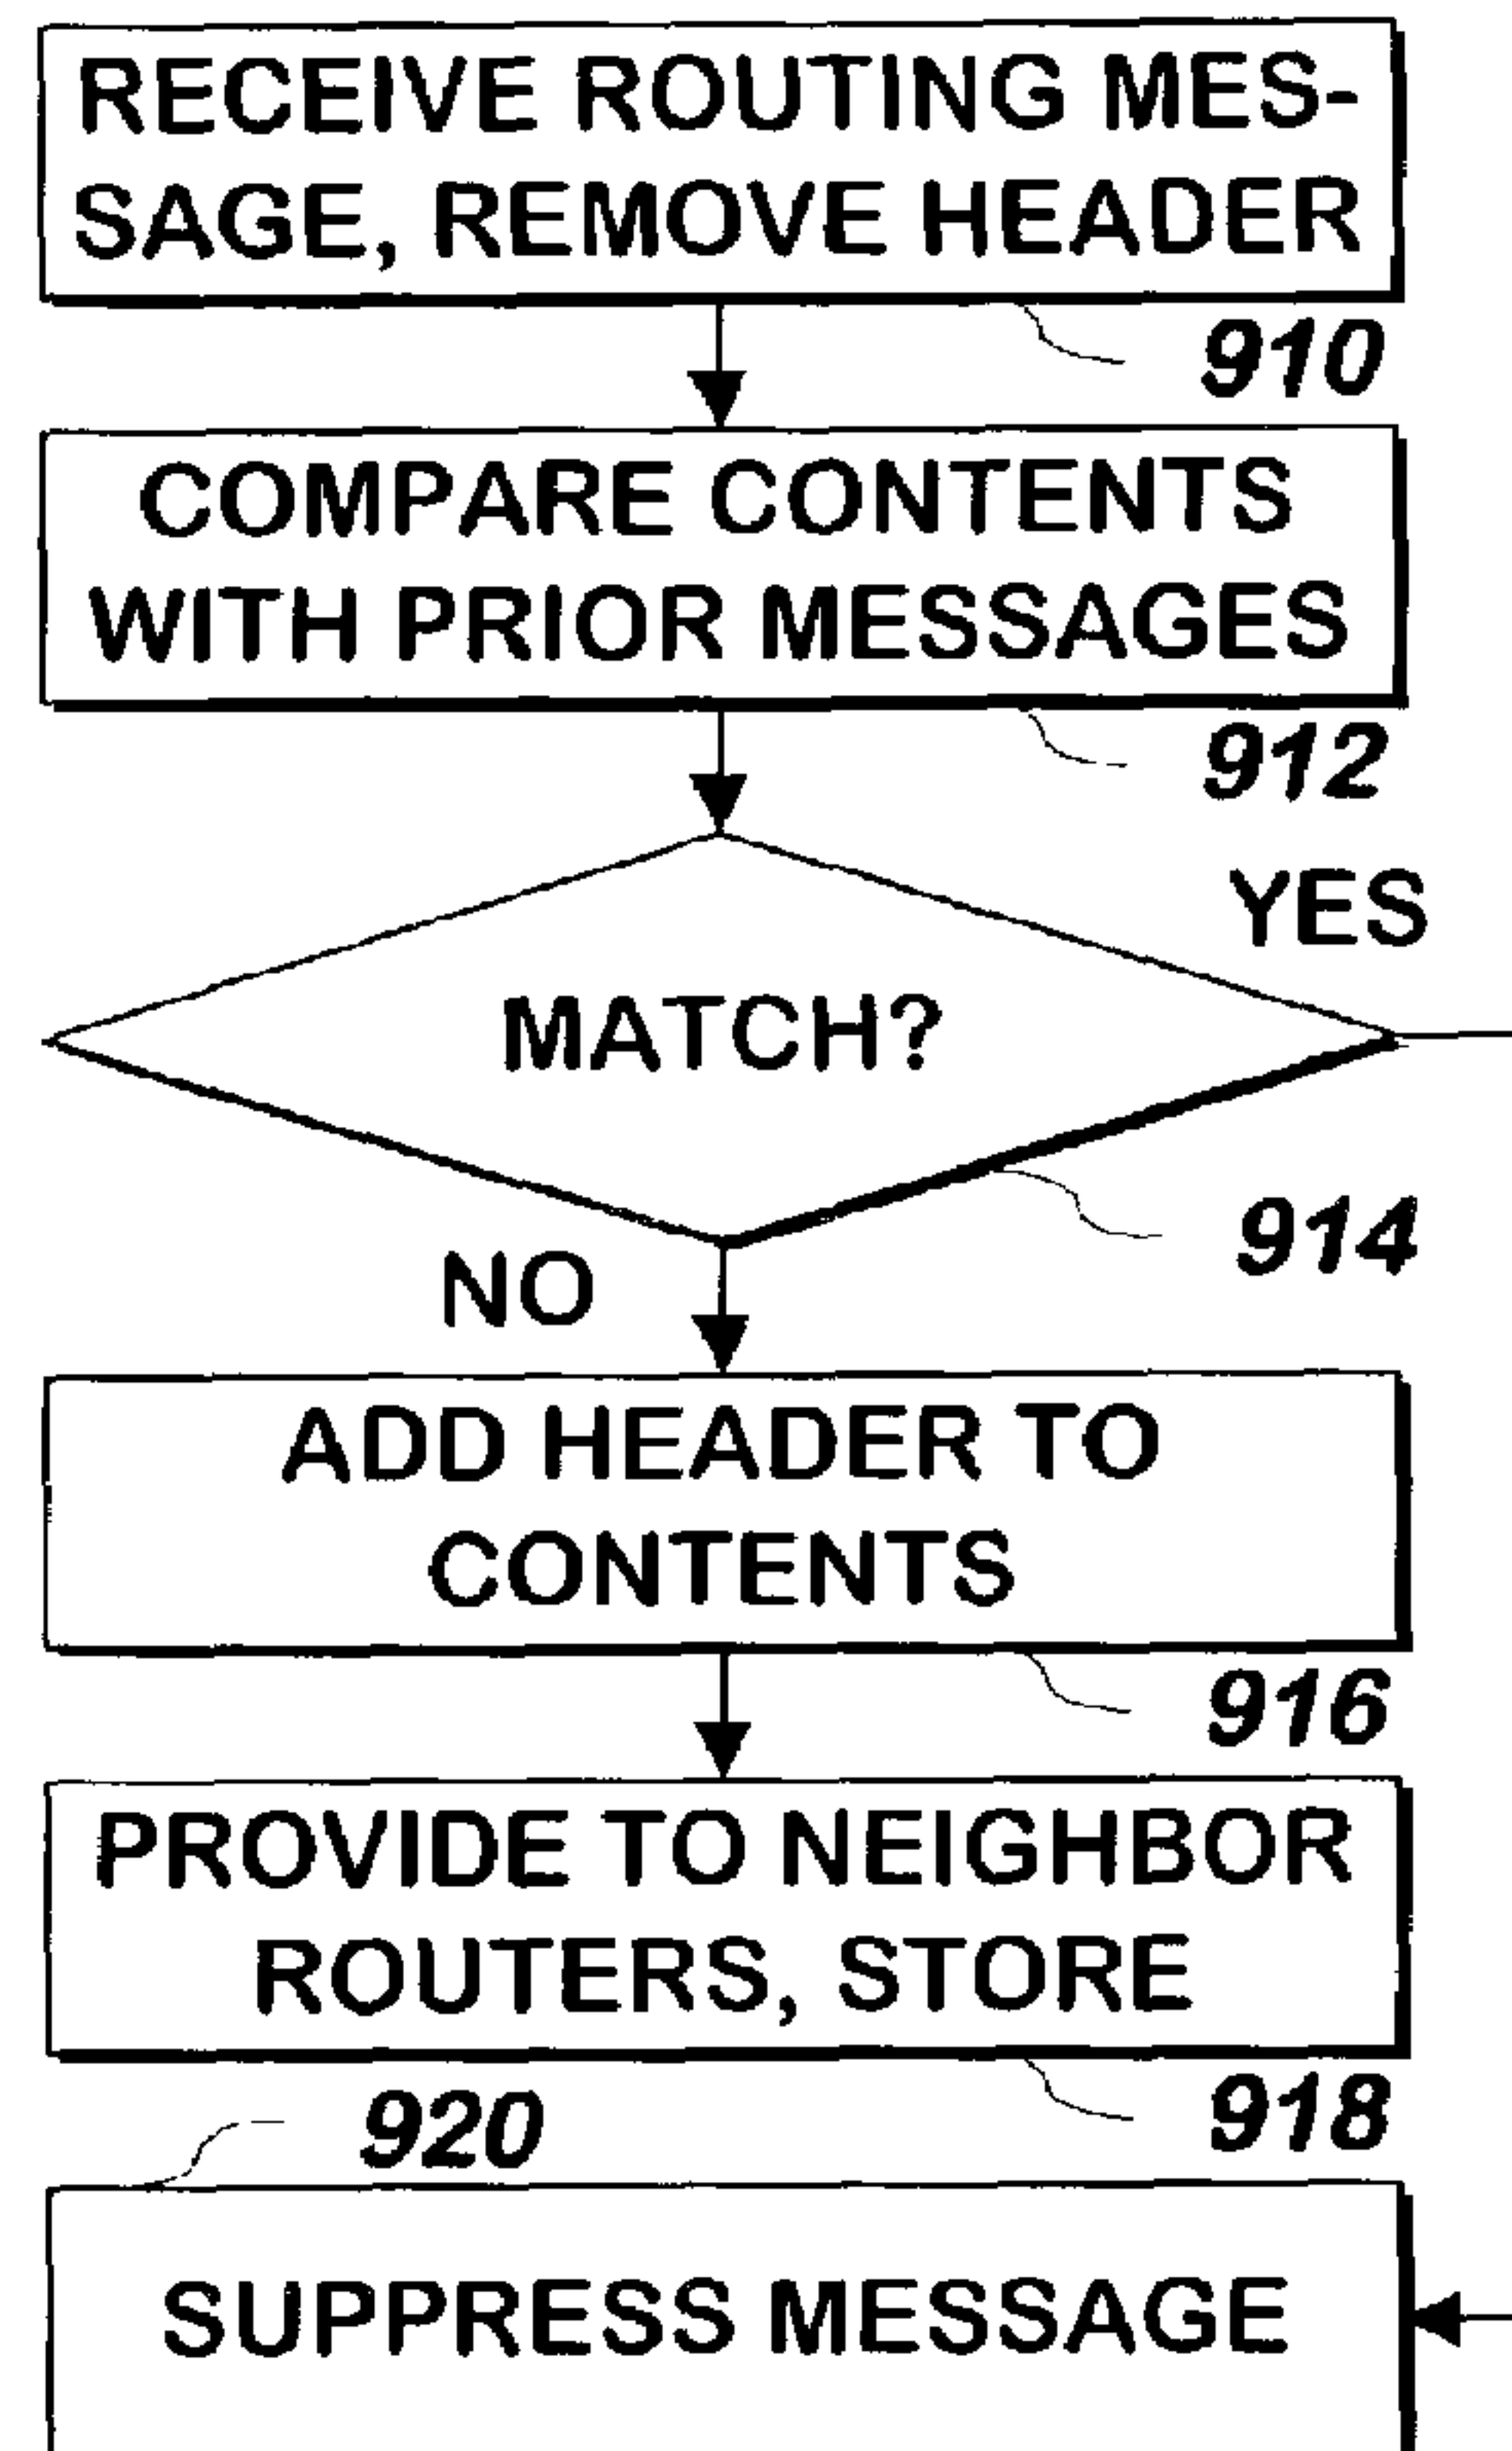 RECEIVE ROUTING MES-
SAGE, REMOVE HEADER
910
COMPARE CONTENTS
WITH PRIOR MESSAGES
912
YES
MATCH?
914
NO
ADD HEADER TO
CONTENTS
916
PROVIDE TO NEIGHBOR
ROUTERS, STORE
918
920
SUPPRESS MESSAGE